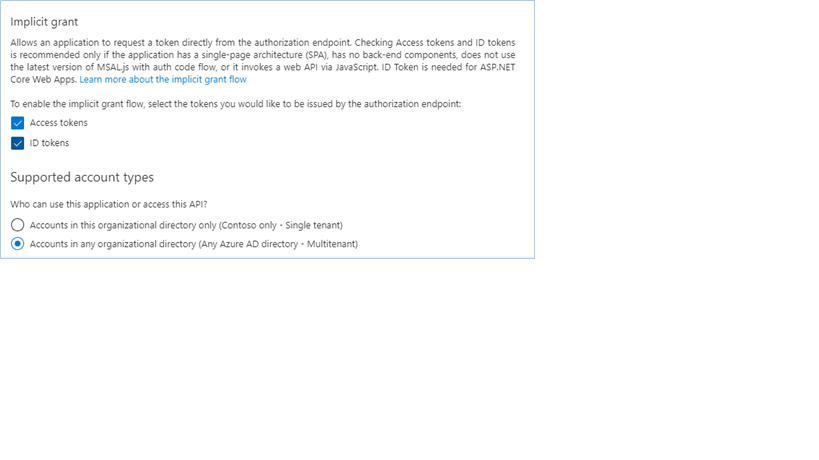 Implicit grant
Allows an application to request a token directly from the authorization endpoint. Checking Access tokens and ID tokens
is recommended only if the application has a single-page architecture (SPA), has no back-end components, does not use
the latest version of MSAL.js with auth code flow, or it invokes a web API via JavaScript. ID Token is needed for ASP.NET
Core Web Apps. Learn more about the implicit grant flow
To enable the implicit grant flow, select the tokens you would like to be issued by the authorization endpoint:
Access tokens
ID tokens
Supported account types
Who can use this application or access this API?
Accounts in this organizational directory only (Contoso only - Single tenant)
Accounts in any organizational directory (Any Azure AD directory - Multitenant)